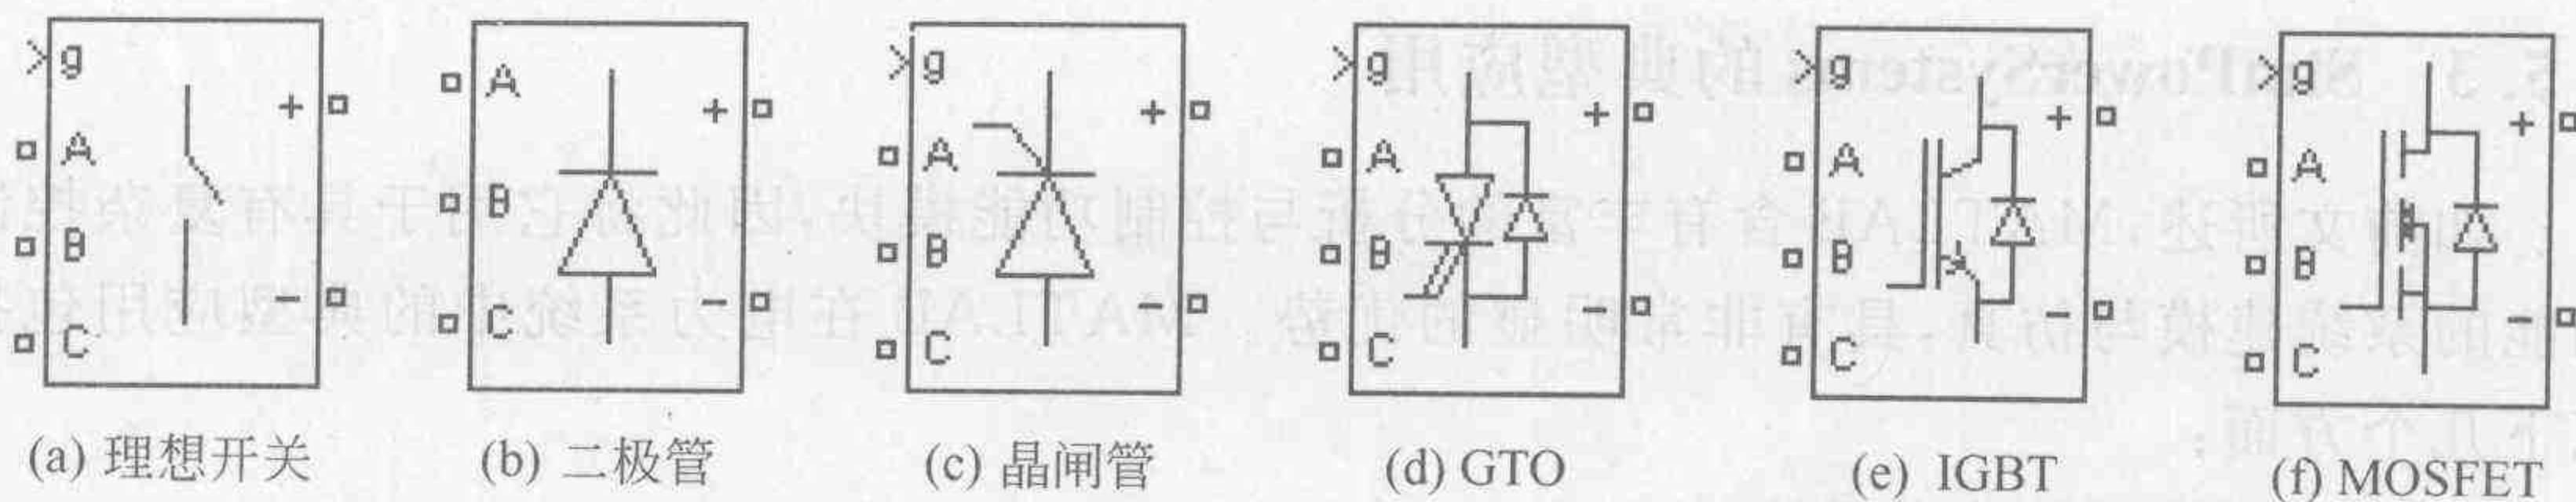 g A B C + -
A B C + -
g A B C + -
g A B C + -
g A B C + -
g A B C + -
(a) 理想开关
(b) 二极管
(c) 晶闸管
(d) GTO
(e) IGBT
(f) MOSFET